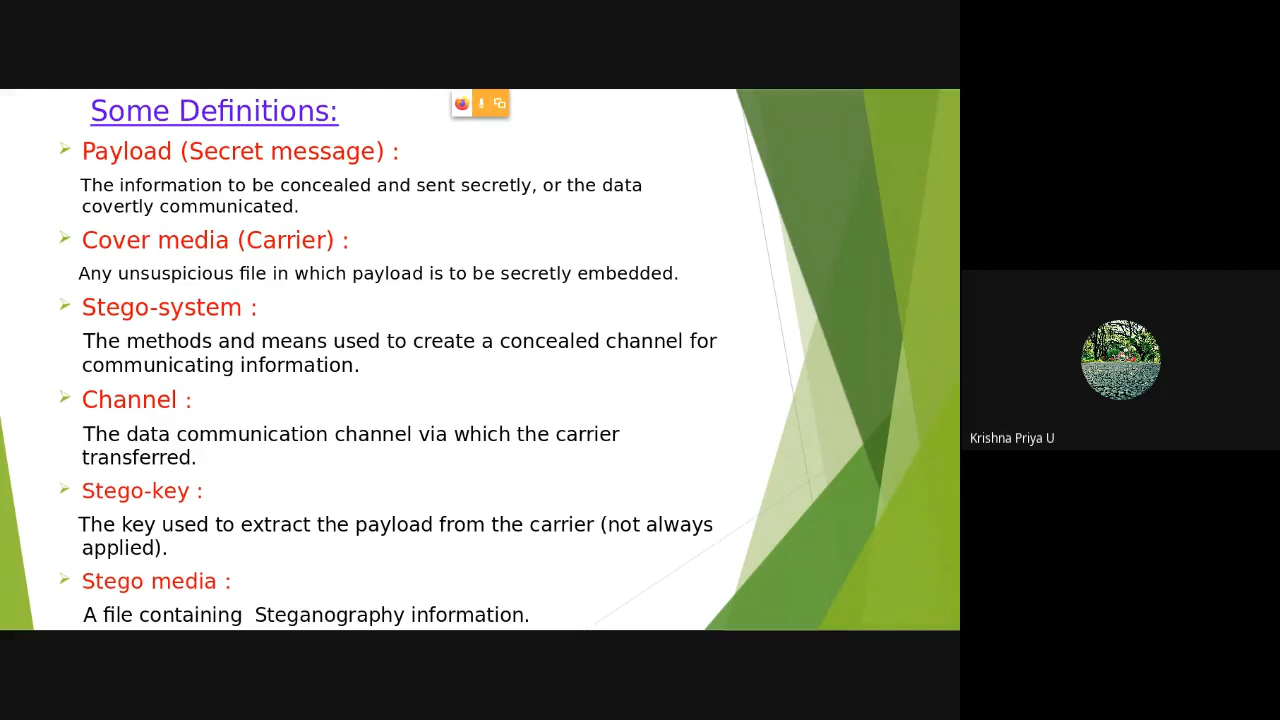 Some Definitions:
Payload (Secret message) :
The information to be concealed and sent secretly, or the data
covertly communicated.
Cover media (Carrier) :
Any unsuspicious file in which payload is to be secretly embedded.
Stego-system :
The methods and means used to create a concealed channel for
communicating information.
Channel :
The data communication channel via which the carrier
transferred.
Stego-key :
The key used to extract the payload from the carrier (not always
applied).
Stego media :
A file containing  Steganography information.
Krishna Priya U